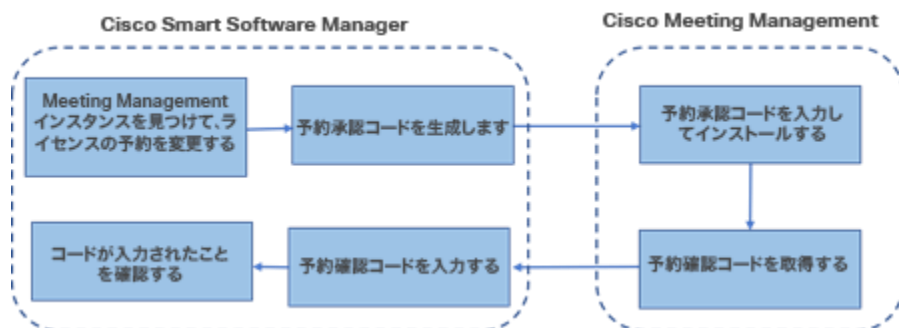 Cisco Smart Software Manager
Cisco Meeting Management
Meeting Management
インスタンスを見つけて、ラ
イセンスの予約を変更する
予約承認コードを生成します
予約承認コードを入力し
てインストールする
予約確認コードを取得する
予約確認コードを入力する
コードが入力されたこと
を確認する